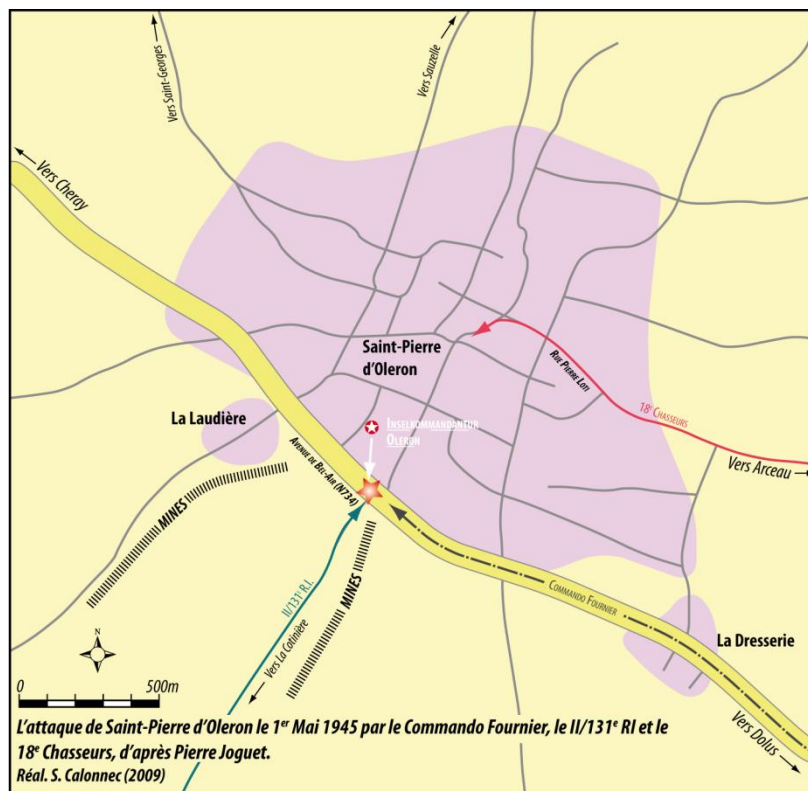 Vers Saint-Georges
Vers Sauzelle
Vers Cheray
Saint-Pierre
d'Oleron
RUE PIERRE LOTI
18e CHASSEURS
Vers Arceau
La Laudière
INSELKOMMANDANTUR
OLERON
AVENUE DE BEL-AIR (N734)
MINES
MINES
II/131e R.I.
Vers La Cotinière
COMMANDO FOURNIER
La Dresserie
Vers Dolus
N
0 500m
L'attaque de Saint-Pierre d'Oleron le 1er Mai 1945 par le Commando Fournier, le II/131e RI et le
18e Chasseurs, d'après Pierre Joguet.
Réal. S. Calonnec (2009)